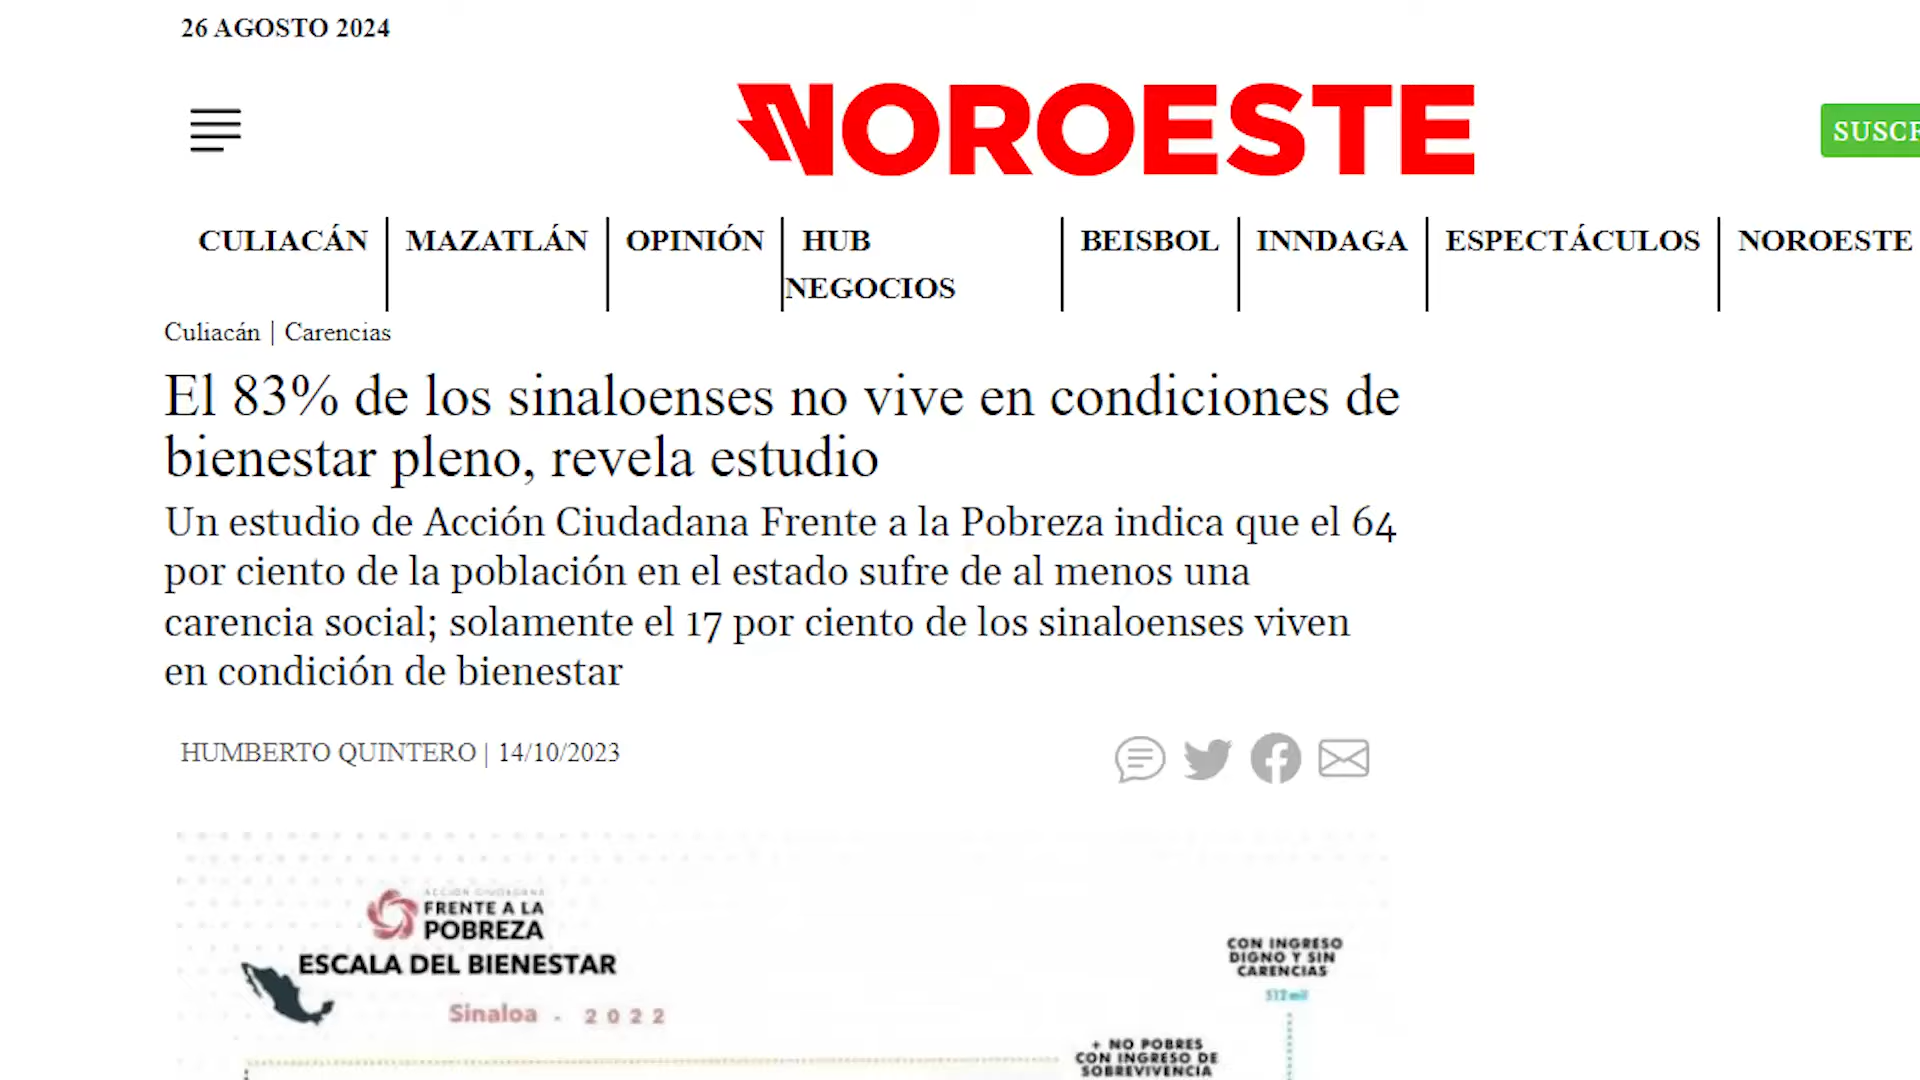 26 AGOSTO 2024
NOROESTE
SUSCR
CULIACÁN
MAZATLÁN
OPINIÓN
HUB
NEGOCIOS
BEISBOL
INNDAGA
ESPECTÁCULOS
NOROESTE
Culiacán | Carencias
El 83% de los sinaloenses no vive en condiciones de
bienestar pleno, revela estudio
Un estudio de Acción Ciudadana Frente a la Pobreza indica que el 64
por ciento de la población en el estado sufre de al menos una
carencia social; solamente el 17 por ciento de los sinaloenses viven
en condición de bienestar
HUMBERTO QUINTERO | 14/10/2023
ACCIÓN CIUDADANA
FRENTE A LA
POBREZA
ESCALA DEL BIENESTAR
Sinaloa - 2022
CON INGRESO
DIGNO Y SIN
CARENCIAS
512 mil
+ NO POBRES
CON INGRESO DE
SOBREVIVENCIA